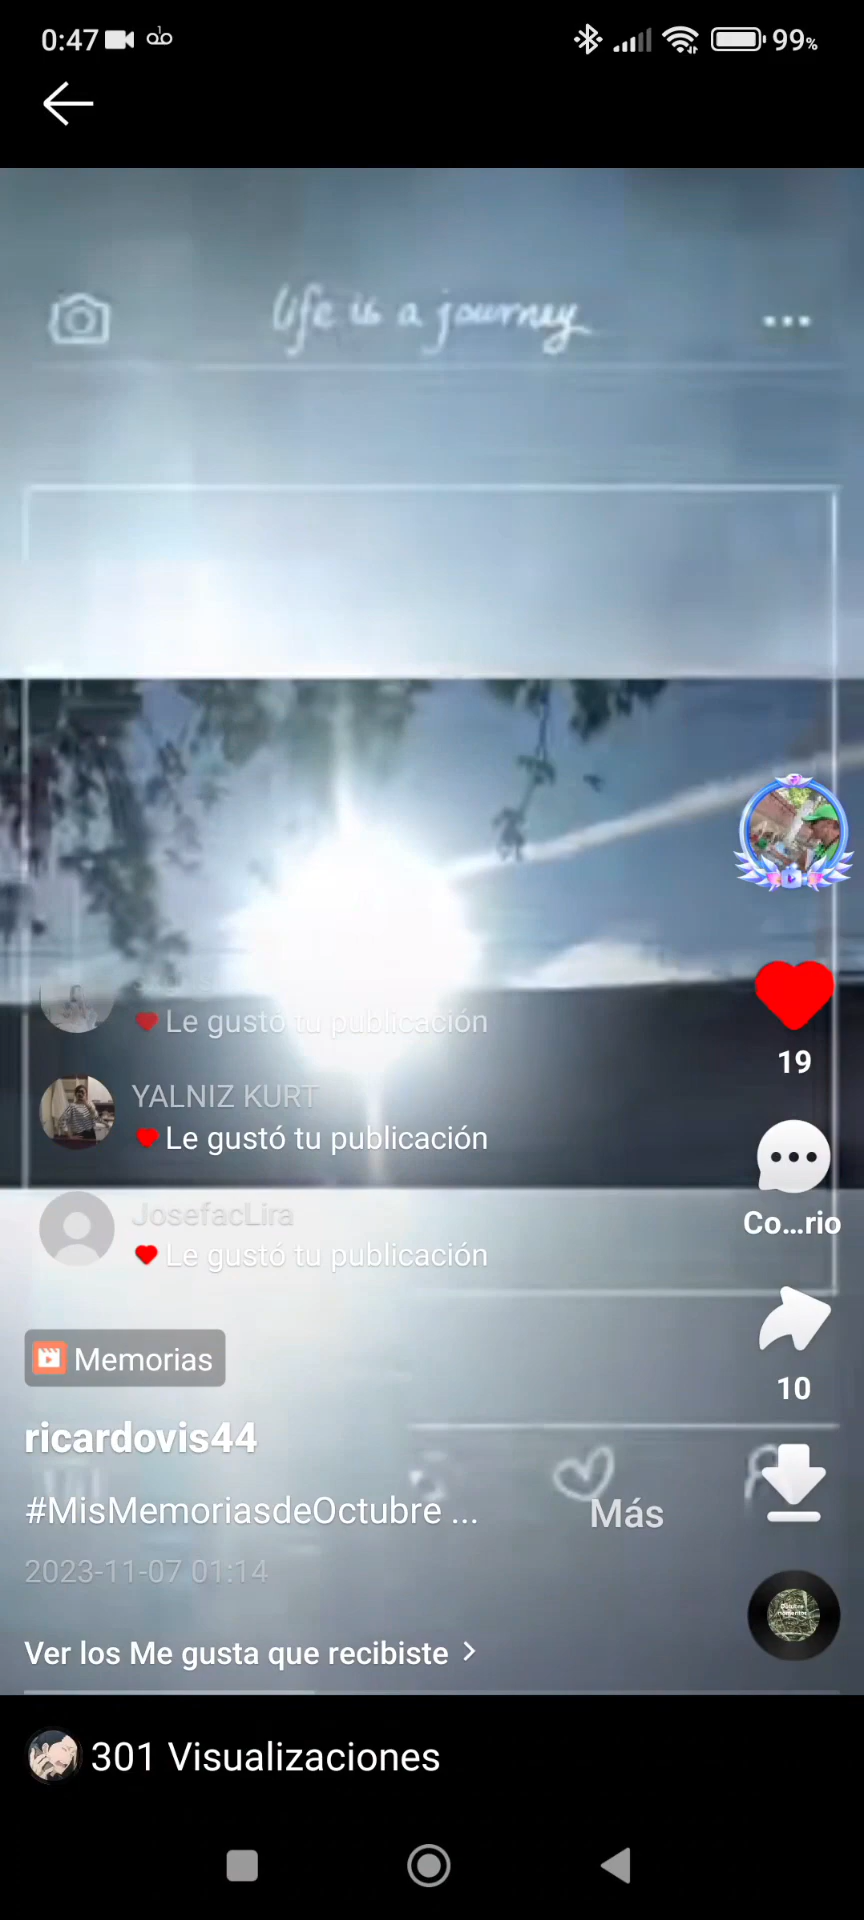 0:47
99%
life is a journey
Le gustó tu publicación
YALNIZ KURT
Le gustó tu publicación
JosefacLira
Le gustó tu publicación
19
Co...rio
10
Memorias
ricardovis44
#MisMemoriasdeOctubre ...
Más
2023-11-07 01:14
Ver los Me gusta que recibiste >
301 Visualizaciones